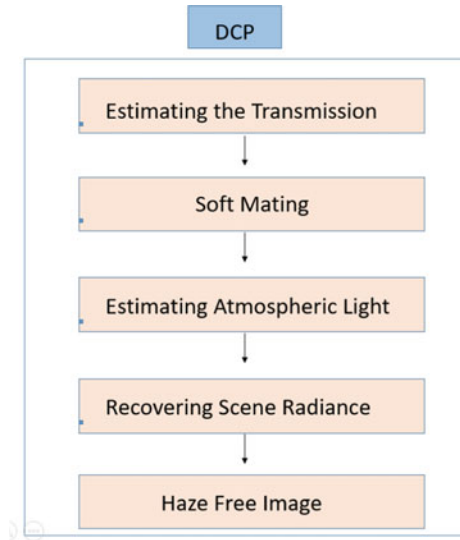 DCP
Estimating the Transmission
Soft Mating
Estimating Atmospheric Light
Recovering Scene Radiance
Haze Free Image